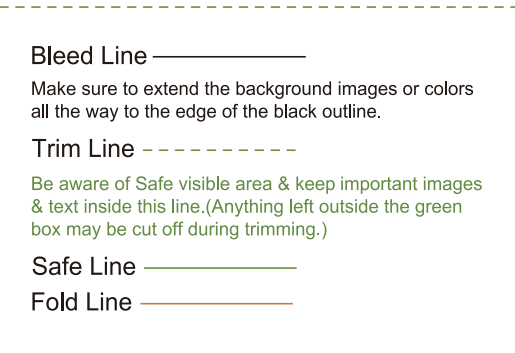 Bleed Line
Make sure to extend the background images or colors
all the way to the edge of the black outline.
Trim Line
Be aware of Safe visible area & keep important images
& text inside this line.(Anything left outside the green
box may be cut off during trimming.)
Safe Line
Fold Line